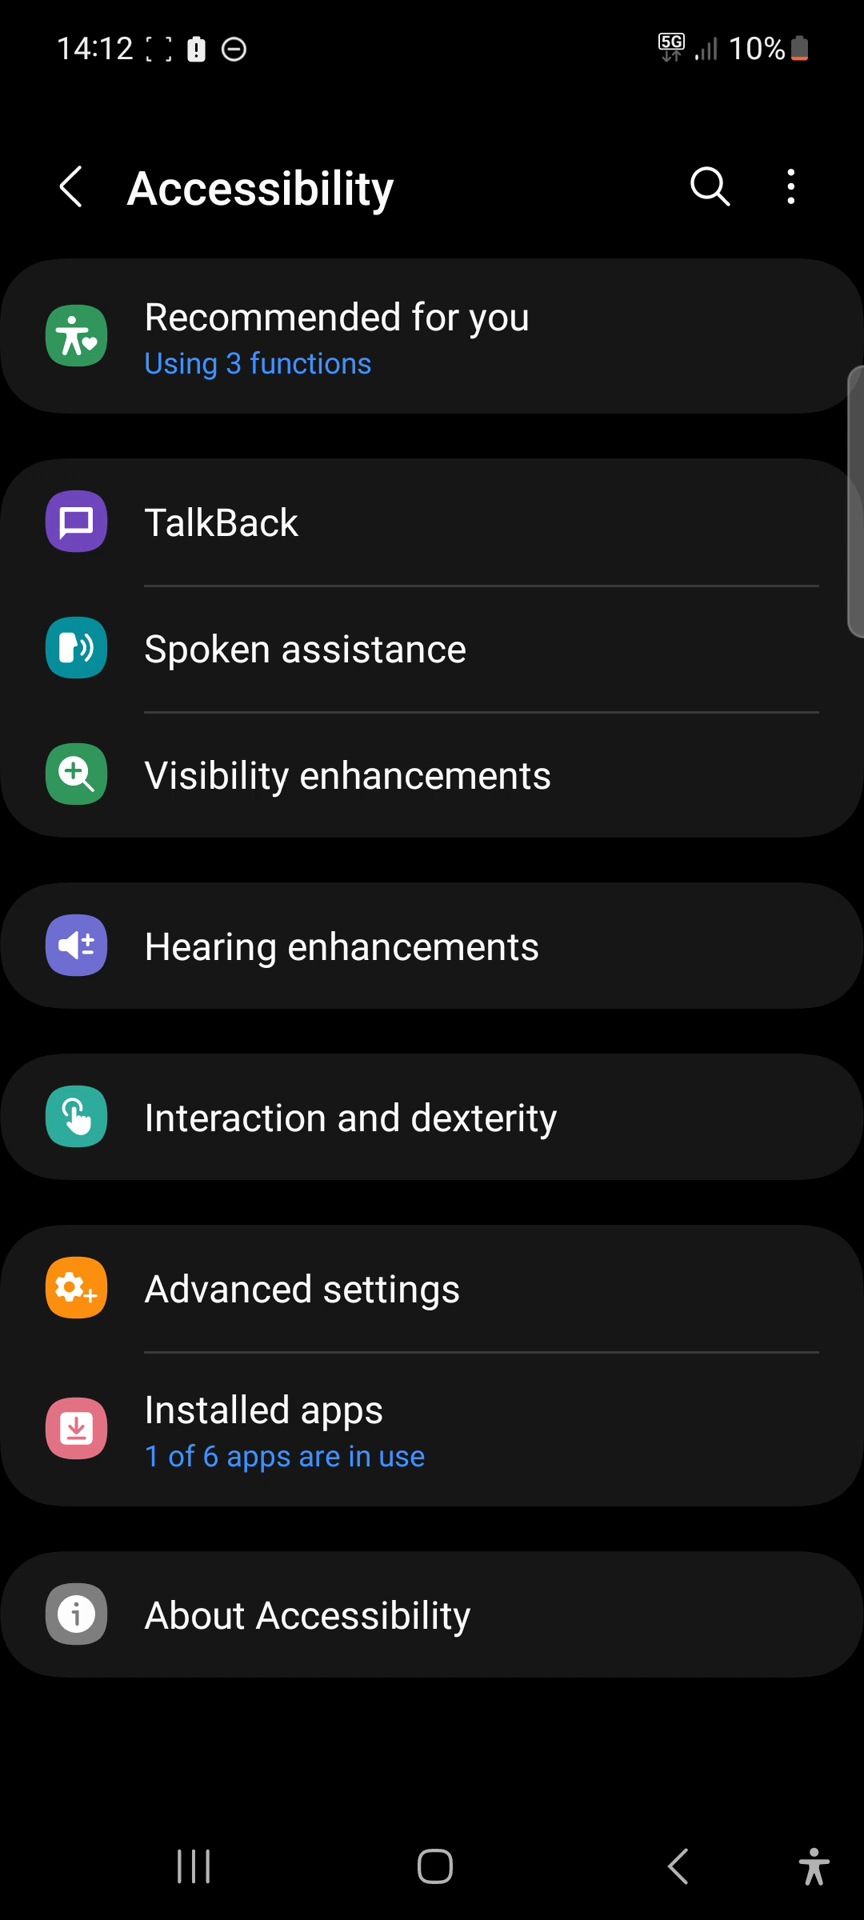 14:12 5G 10%
Accessibility
Recommended for you
Using 3 functions
TalkBack
Spoken assistance
Visibility enhancements
Hearing enhancements
Interaction and dexterity
Advanced settings
Installed apps
1 of 6 apps are in use
About Accessibility